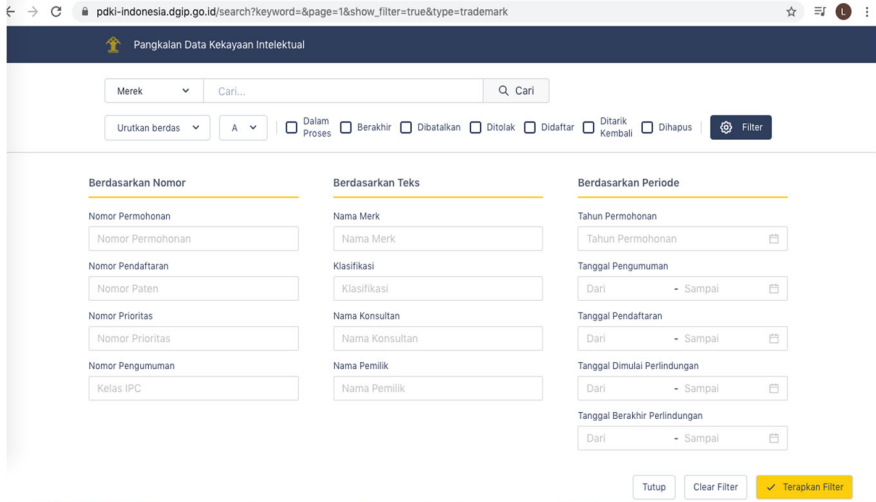 pdki-indonesia.dgip.go.id/search?keyword=&page=1&show_filter=true&type=trademark
L
Pangkalan Data Kekayaan Intelektual
Merek
Cari...
Cari
Urutkan berdas
A
Dalam Proses
Berakhir
Dibatalkan
Ditolak
Didaftar
Ditarik Kembali
Dihapus
Filter
Berdasarkan Nomor
Nomor Permohonan
Nomor Permohonan
Nomor Pendaftaran
Nomor Paten
Nomor Prioritas
Nomor Prioritas
Nomor Pengumuman
Kelas IPC
Berdasarkan Teks
Nama Merk
Nama Merk
Klasifikasi
Klasifikasi
Nama Konsultan
Nama Konsultan
Nama Pemilik
Nama Pemilik
Berdasarkan Periode
Tahun Permohonan
Tahun Permohonan
Tanggal Pengumuman
Dari - Sampai
Tanggal Pendaftaran
Dari - Sampai
Tanggal Dimulai Perlindungan
Dari - Sampai
Tanggal Berakhir Perlindungan
Dari - Sampai
Tutup
Clear Filter
Terapkan Filter